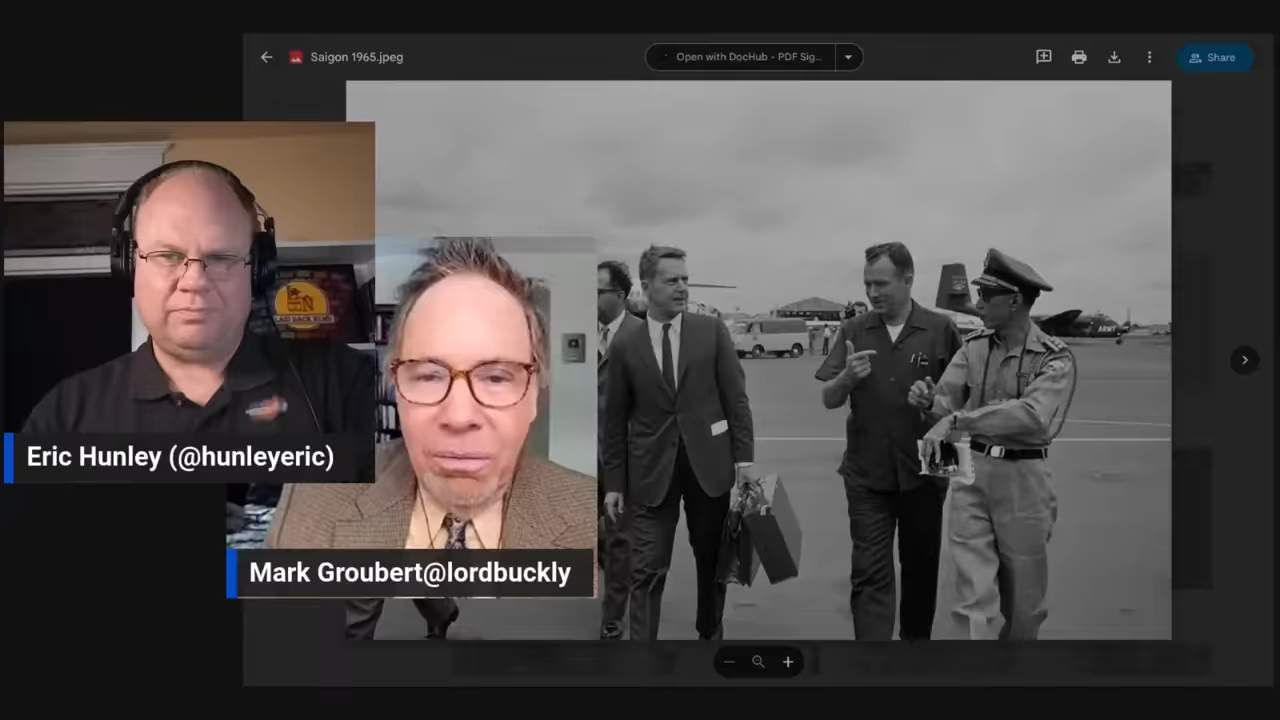 Saigon 1965.jpeg
Open with DocHub - PDF Sig...
Share
ARMY
Eric Hunley (@hunleyeric)
Mark Groubert@lordbuckly